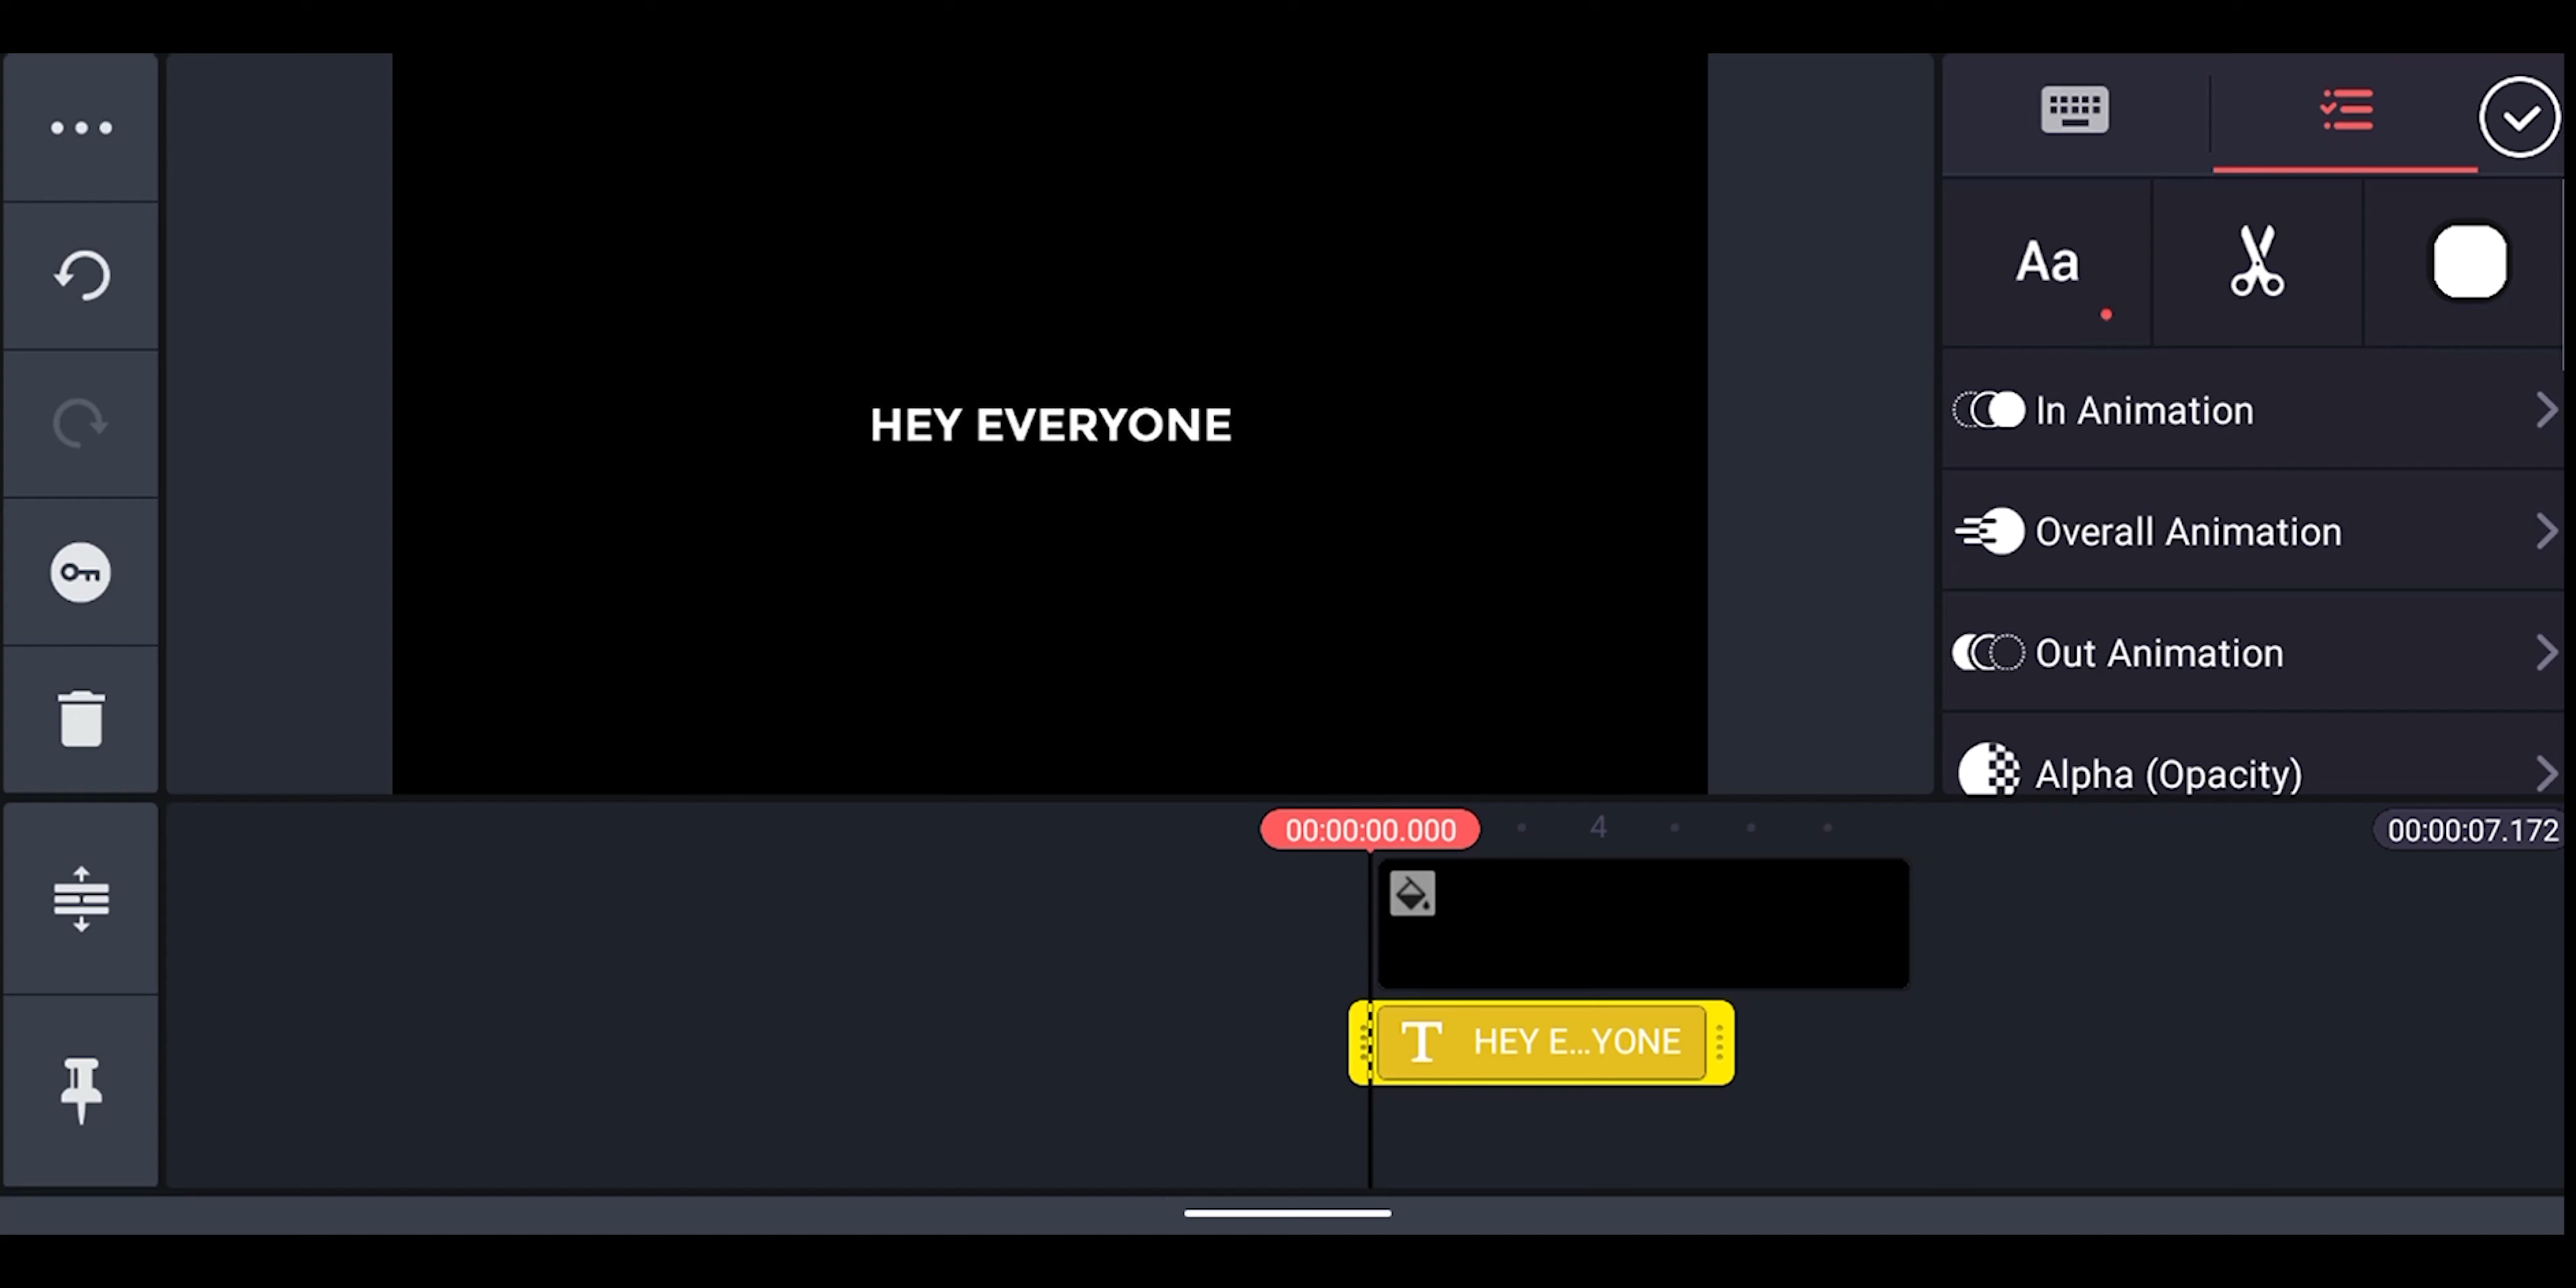 Aa
In Animation
HEY EVERYONE
Overall Animation
Out Animation
Alpha (Opacity)
00:00:00.000
4
00:00:07.172
T HEY E...YONE